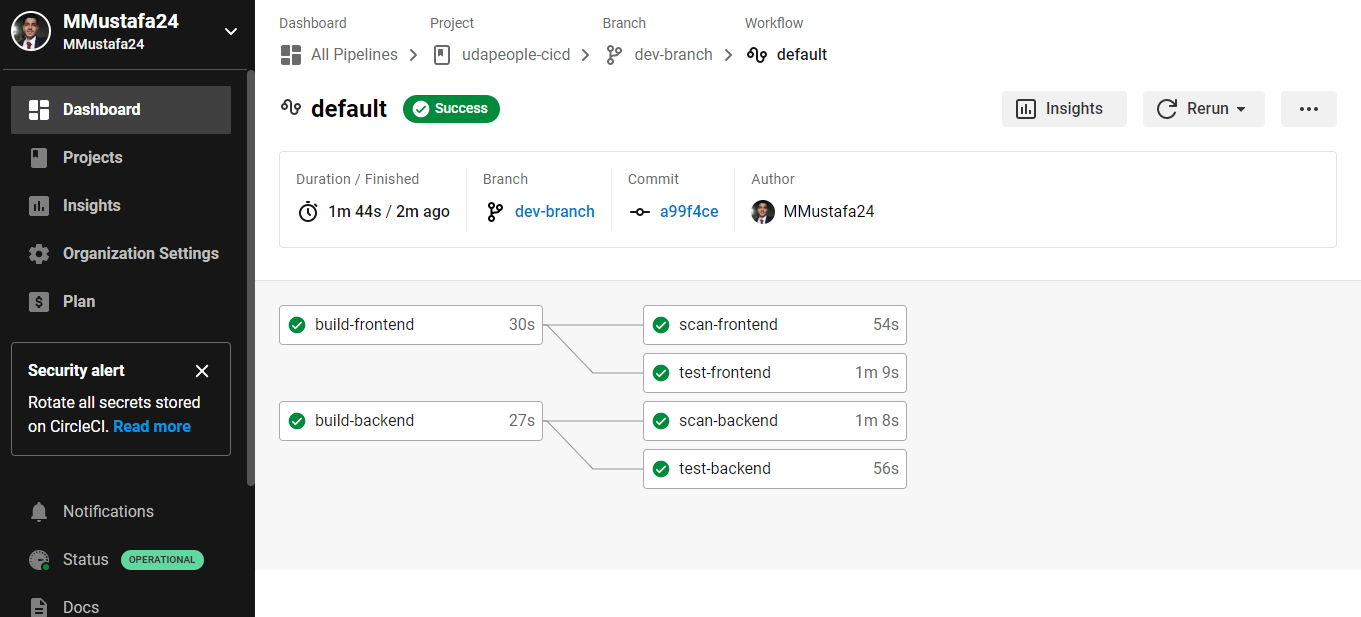 MMustafa24
MMustafa24
Dashboard
Projects
Insights
Organization Settings
Plan
Security alert
Rotate all secrets stored
on CircleCI. Read more
Notifications
Status OPERATIONAL
Docs
Dashboard Project Branch Workflow
All Pipelines udapeople-cicd dev-branch default
default Success Insights Rerun
Duration / Finished Branch Commit Author
1m 44s / 2m ago dev-branch a99f4ce MMustafa24
build-frontend 30s scan-frontend 54s
test-frontend 1m 9s
build-backend 27s scan-backend 1m 8s
test-backend 56s